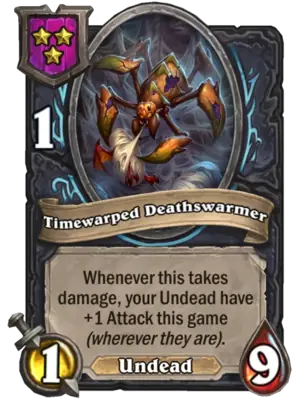 1
Timewarped Deathswarmer
Whenever this takes
damage, your Undead have
+1 Attack this game
(wherever they are).
Undead
1
9